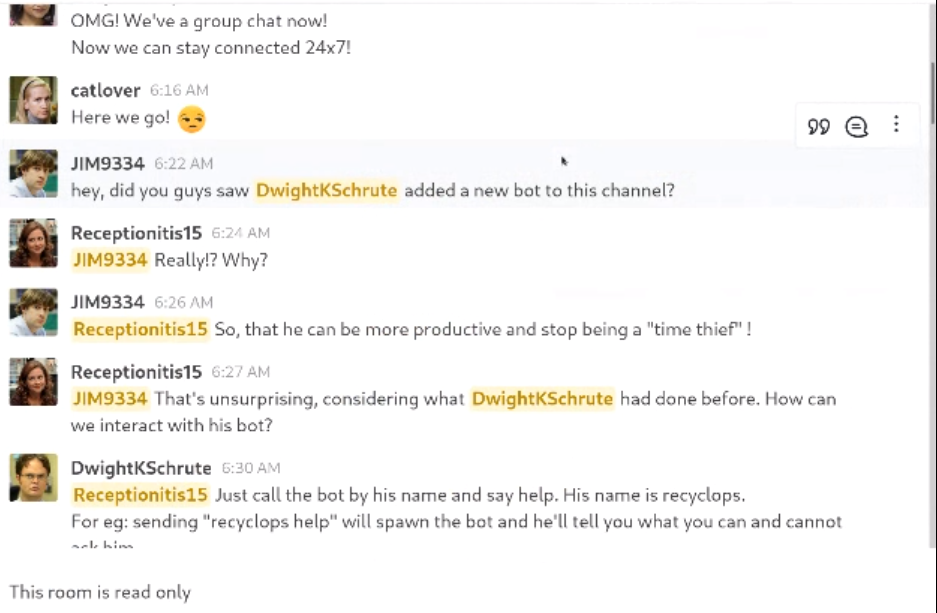 OMG! We've a group chat now!
Now we can stay connected 24x7!
catlover 6:16 AM
Here we go!
JIM9334 6:22 AM
hey, did you guys saw DwightKSchrute added a new bot to this channel?
Receptionitis15 6:24 AM
JIM9334 Really!? Why?
JIM9334 6:26 AM
Receptionitis15 So, that he can be more productive and stop being a "time thief" !
Receptionitis15 6:27 AM
JIM9334 That's unsurprising, considering what DwightKSchrute had done before. How can
we interact with his bot?
DwightKSchrute 6:30 AM
Receptionitis15 Just call the bot by his name and say help. His name is recyclops.
For eg: sending "recyclops help" will spawn the bot and he'll tell you what you can and cannot
ask him
This room is read only